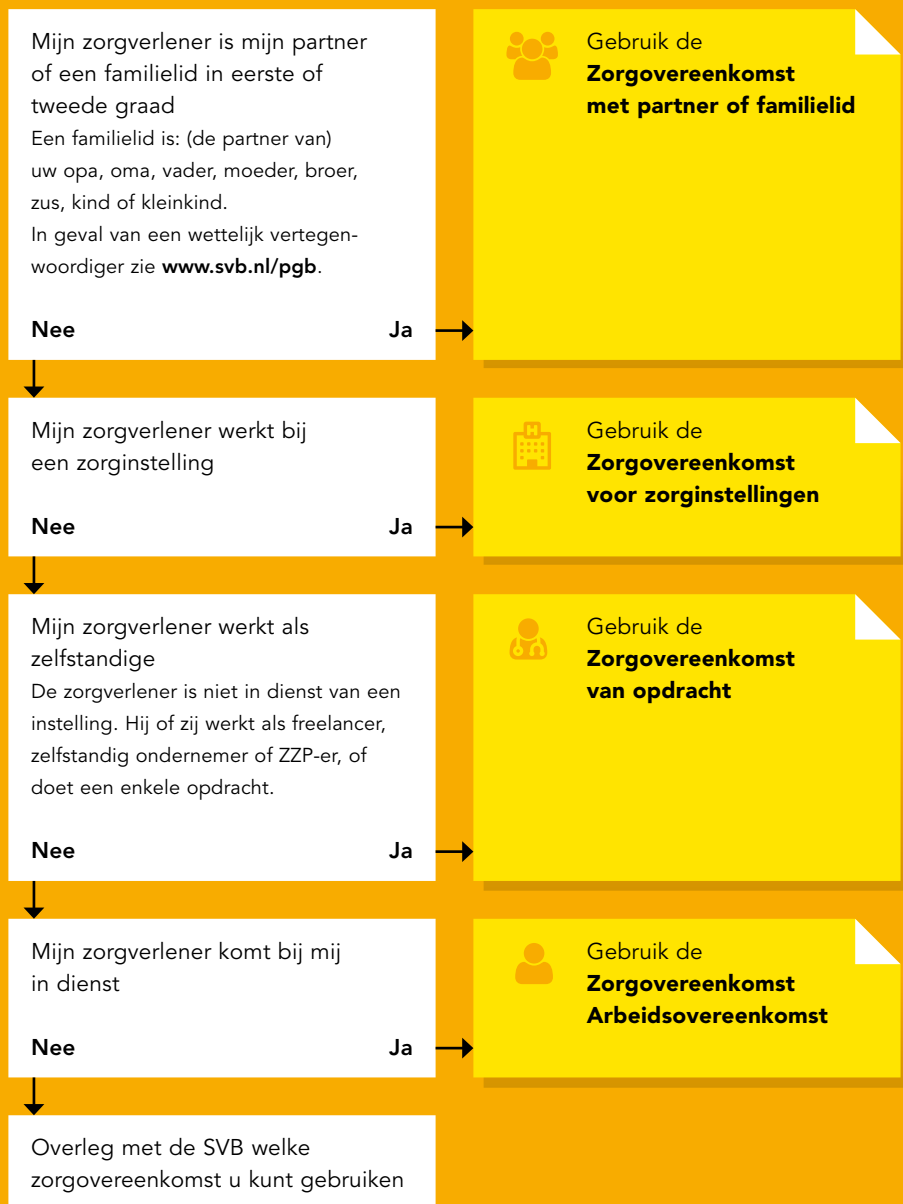 Mijn zorgverlener is mijn partner
of een familielid in eerste of
tweede graad
Een familielid is: (de partner van)
uw opa, oma, vader, moeder, broer,
zus, kind of kleinkind.
In geval van een wettelijk vertegen-
woordiger zie www.svb.nl/pgb.
Nee Ja
Gebruik de
Zorgovereenkomst
met partner of familielid
Mijn zorgverlener werkt bij
een zorginstelling
Nee Ja
Gebruik de
Zorgovereenkomst
voor zorginstellingen
Mijn zorgverlener werkt als
zelfstandige
De zorgverlener is niet in dienst van een
instelling. Hij of zij werkt als freelancer,
zelfstandig ondernemer of ZZP-er, of
doet een enkele opdracht.
Nee Ja
Gebruik de
Zorgovereenkomst
van opdracht
Mijn zorgverlener komt bij mij
in dienst
Nee Ja
Gebruik de
Zorgovereenkomst
Arbeidsovereenkomst
Overleg met de SVB welke
zorgovereenkomst u kunt gebruiken